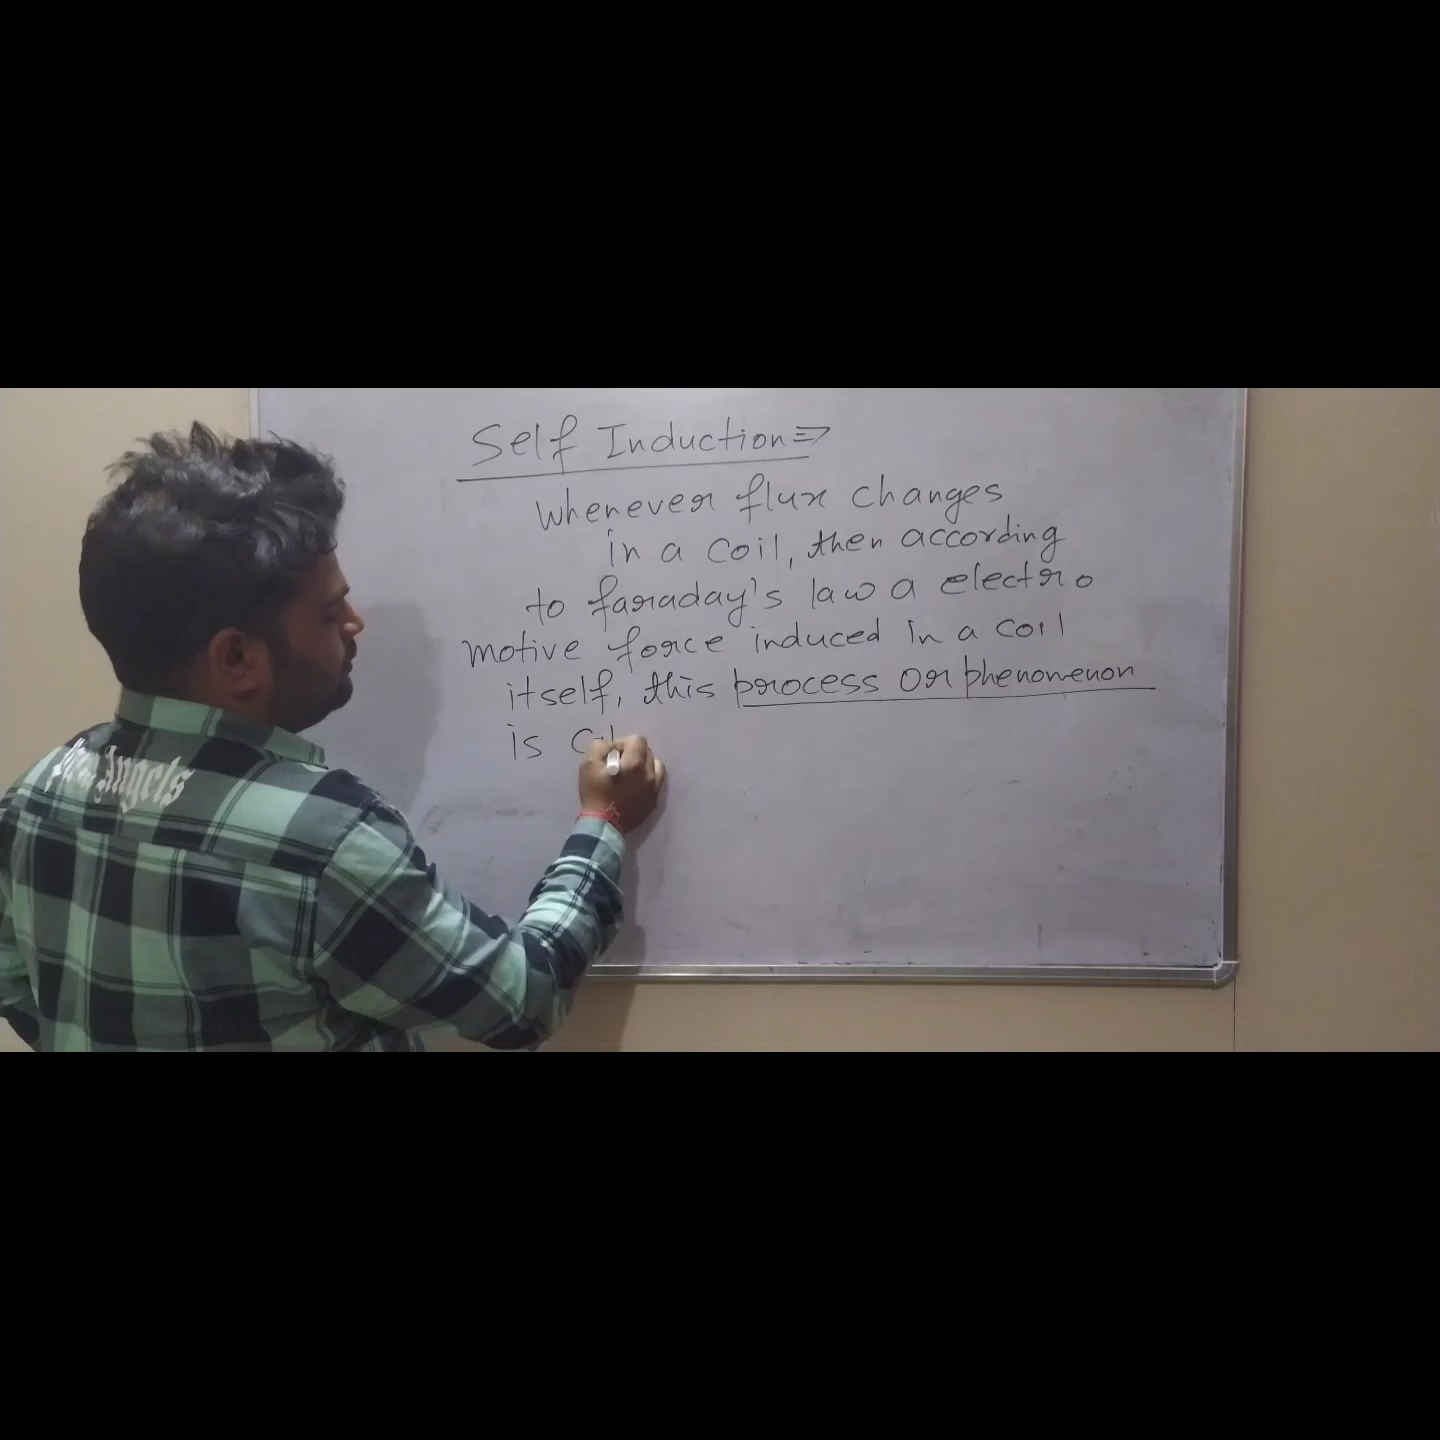 Self Induction ⇒
Whenever flux changes
in a coil, then according
to faraday's law a electro
motive force induced in a coil
itself, this process or phenomenon
is
Angels